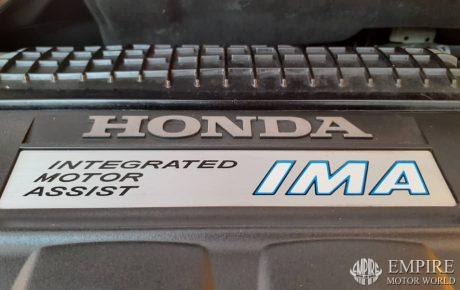 HONDA
INTEGRATED
MOTOR
ASSIST
IMA
EMPIRE
MOTOR WORLD